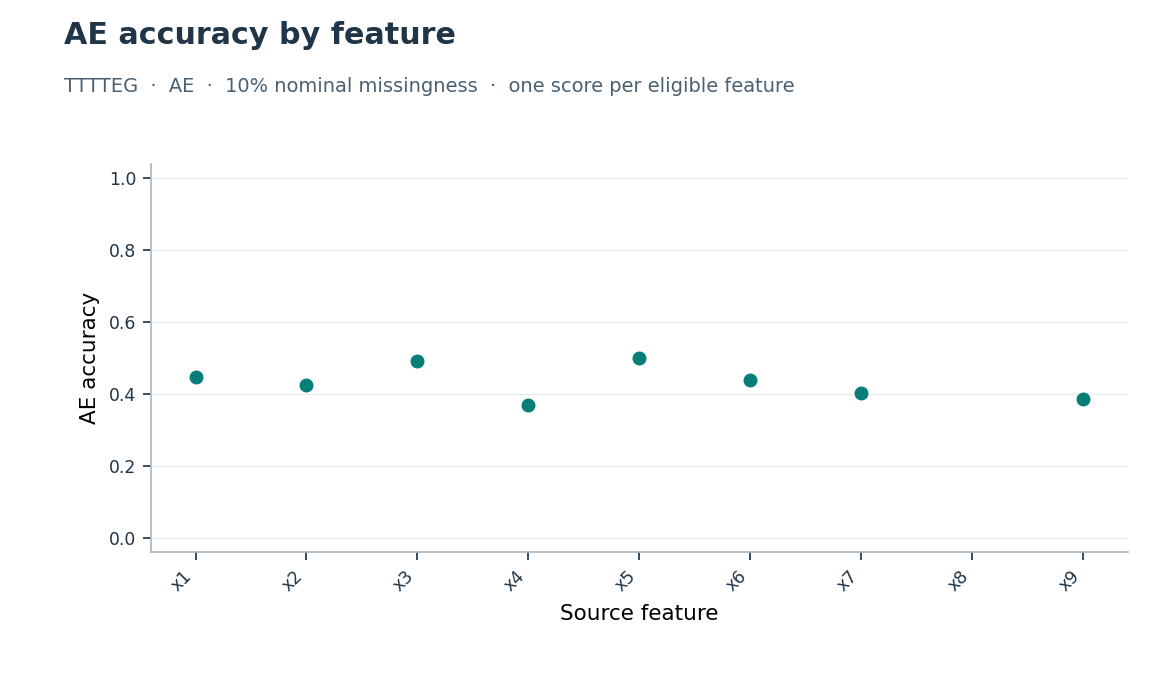 AE accuracy by feature
TTTTEG · AE · 10% nominal missingness · one score per eligible feature
1.0
0.8
0.6
0.4
0.2
0.0
AE accuracy
x1 x2 x3 x4 x5 x6 x7 x8 x9
Source feature